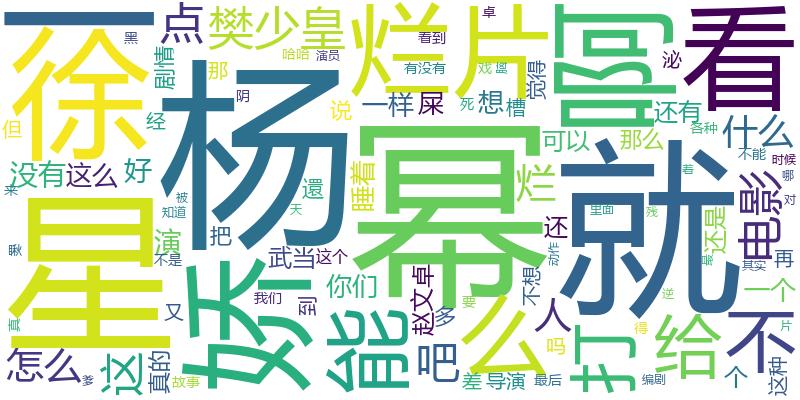 一
徐
点
樊少皇
烂片
啊
看
卓
黑
剧情
那
哈哈
看到
演员
有没有
戏
觉得
泌
但
经
阴
说
一样
屎
死
想
槽
还有
各种
什么
杨
幂
就
没有
这么
好
可以
那么
不能
时候
哪
来
被
知道
還
睡着
烂
电影
着
对
星
演
天
还
里面
残
还是
最
把
武当
这个
动作
其实
再
不是
娇
我们
到
你们
赵文卓
不想
一个
真
又
能
多
要
么
人
吗
打
逆
得
给
不
片
怎么
爹
这
真的
故事
吧
差
导演
最后
编剧
个
这种